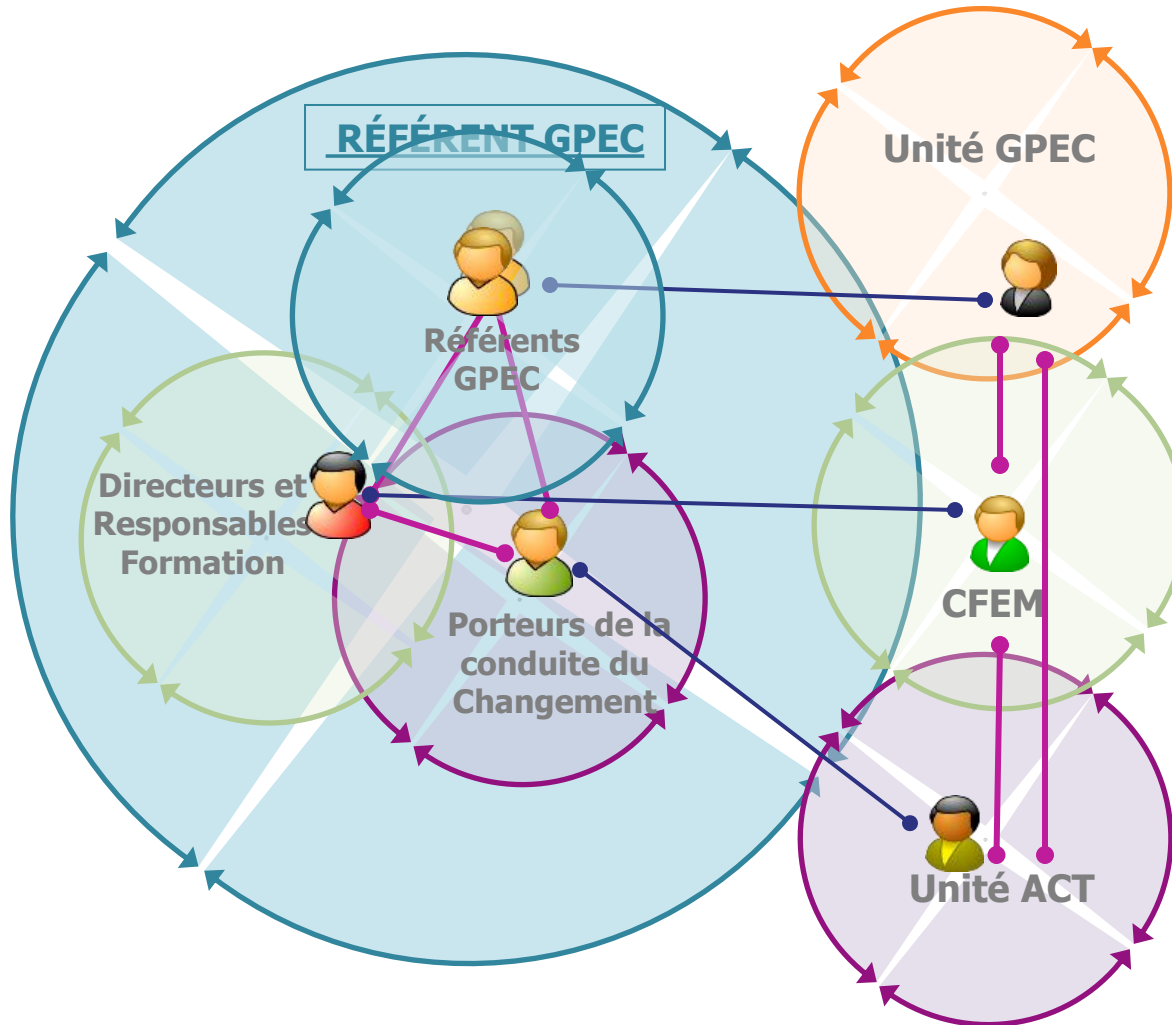 RÉFÉRENT GPEC
Unité GPEC
Référents
GPEC
Directeurs et
Responsables
Formation
Porteurs de la
conduite du
Changement
CFEM
Unité ACT